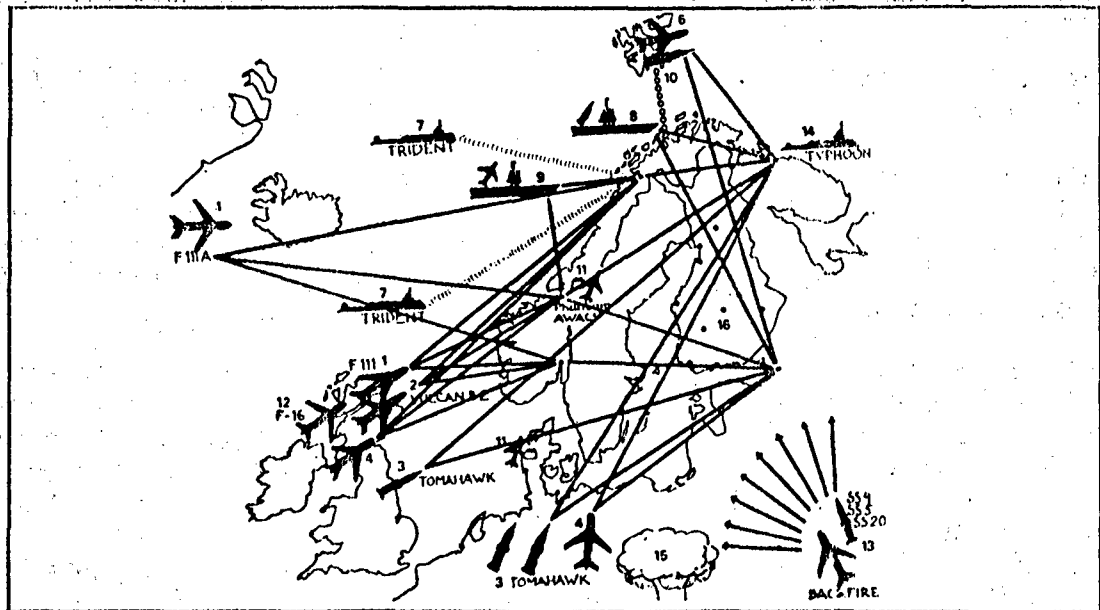 6
10
7
TRIDENT
8
14
TYPHOON
9
1
F111A
11
AWACS
7
TRIDENT
16
F111 1
2
VULCAN B2
12
F-16
4
11
3
TOMAHAWK
SS4
SS5
SS20
4
15
13
3 TOMAHAWK
BACKFIRE